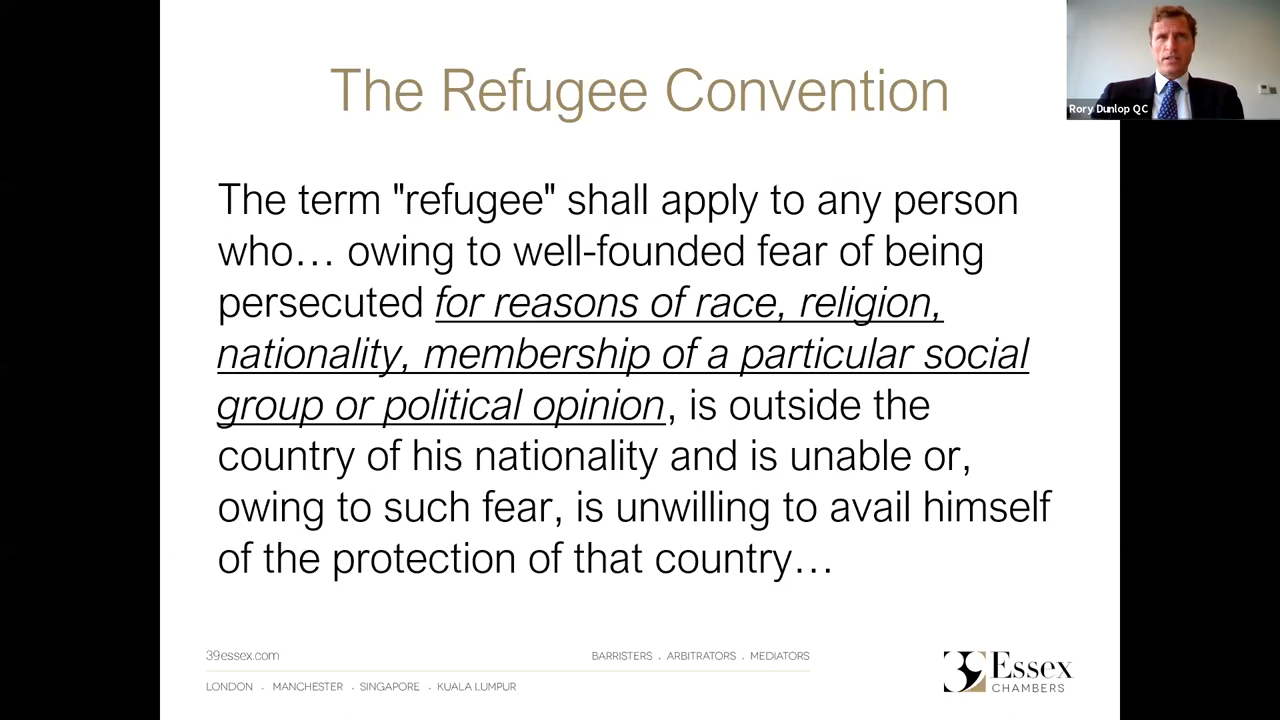 The Refugee Convention
Rory Dunlop QC
The term "refugee" shall apply to any person
who… owing to well-founded fear of being
persecuted for reasons of race, religion,
nationality, membership of a particular social
group or political opinion, is outside the
country of his nationality and is unable or,
owing to such fear, is unwilling to avail himself
of the protection of that country…
39essex.com
BARRISTERS . ARBITRATORS . MEDIATORS
LONDON . MANCHESTER . SINGAPORE . KUALA LUMPUR
39 Essex
CHAMBERS